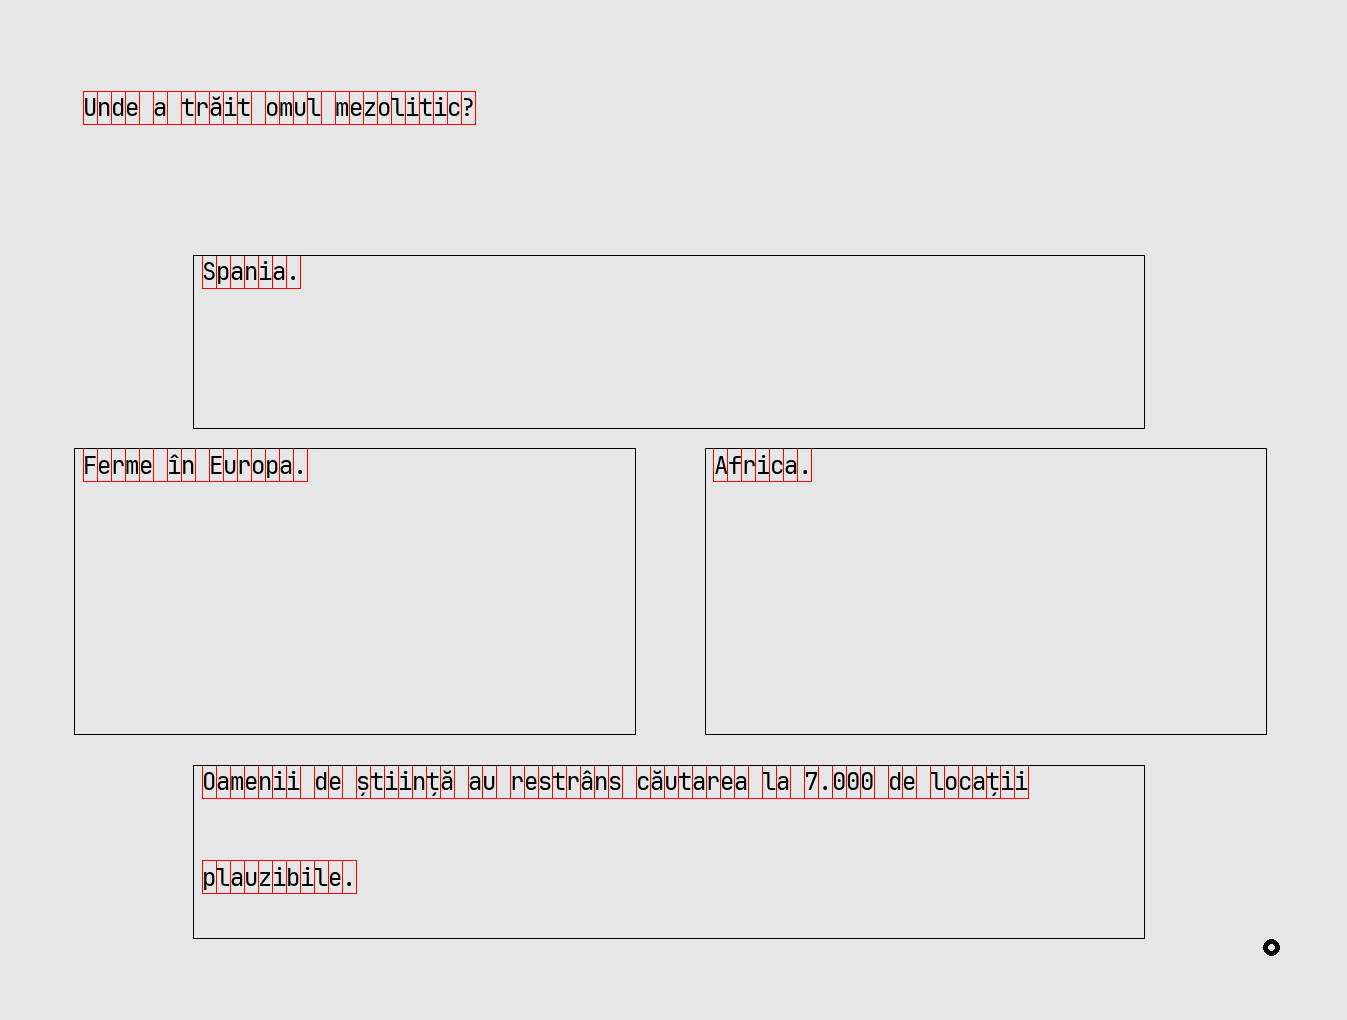 Unde a trăit omul mezolitic?
Spania.
Ferme în Europa.
Africa.
Oamenii de știință au restrâns căutarea la 7.000 de locații
plauzibile.